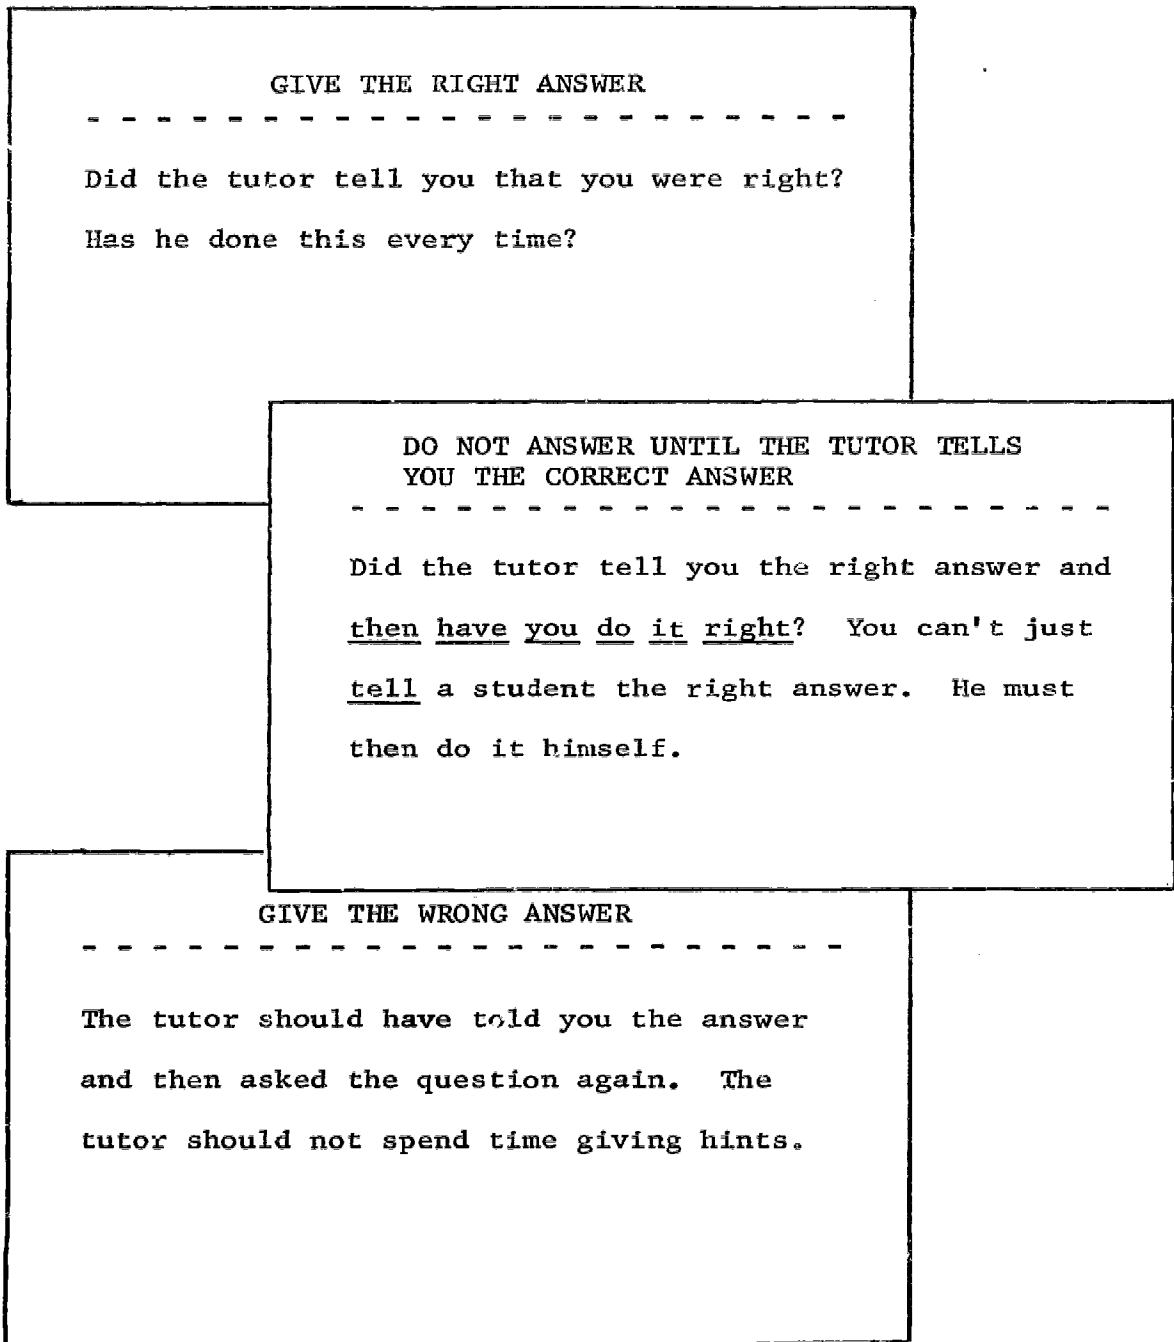 GIVE THE RIGHT ANSWER
Did the tutor tell you that you were right?
Has he done this every time?
DO NOT ANSWER UNTIL THE TUTOR TELLS
YOU THE CORRECT ANSWER
Did the tutor tell you the right answer and
then have you do it right? You can't just
tell a student the right answer. He must
then do it himself.
GIVE THE WRONG ANSWER
The tutor should have told you the answer
and then asked the question again. The
tutor should not spend time giving hints.